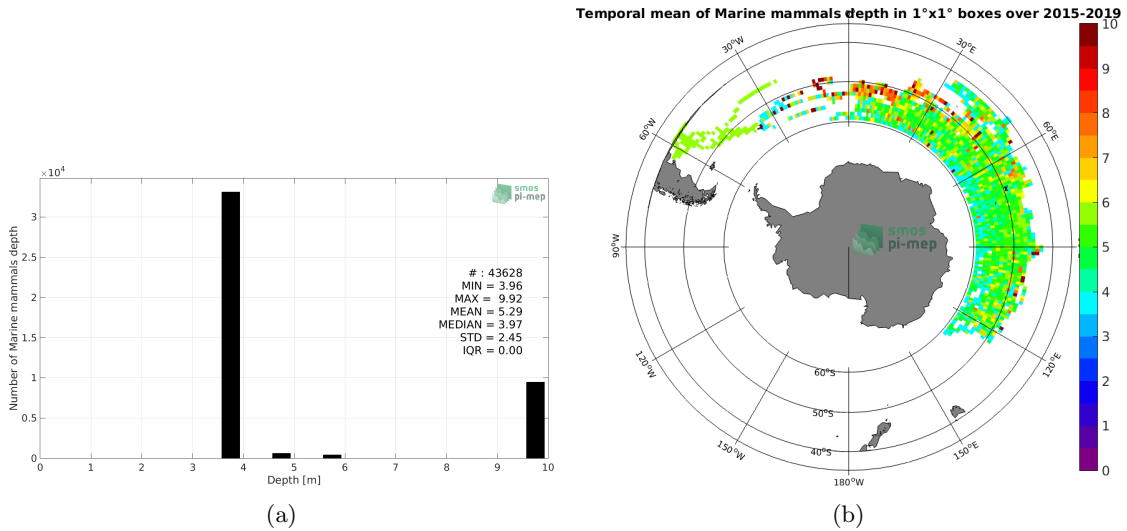 Temporal mean of Marine mammals depth in 1°x1° boxes over 2015-2019
×10⁴
Number of Marine mammals depth
3
2.5
2
1.5
1
0.5
0
0 1 2 3 4 5 6 7 8 9 10
Depth [m]
smos
pi-mep
# : 43628
MIN = 3.96
MAX = 9.92
MEAN = 5.29
MEDIAN = 3.97
STD = 2.45
IQR = 0.00
(a)
0°
30°W
30°E
60°W
60°E
90°W
120°W
120°E
150°W
150°E
180°W
60°S
50°S
40°S
smos
pi-mep
10
9
8
7
6
5
4
3
2
1
0
(b)